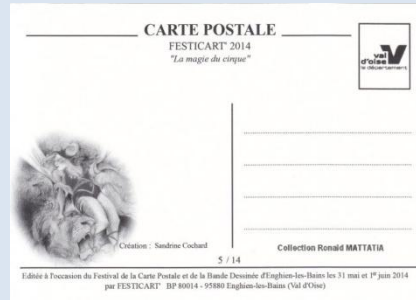 CARTE POSTALE
FESTICART' 2014
"La magie du cirque"
val
d'oise
le département
Création : Sandrine Cochard
5 / 14
Collection Ronald MATTATIA
Editée à l'occasion du Festival de la Carte Postale et de la Bande Dessinée d'Enghien-les-Bains les 31 mai et 1er juin 2014
par FESTICART' BP 80014 - 95880 Enghien-les-Bains (Val d'Oise)